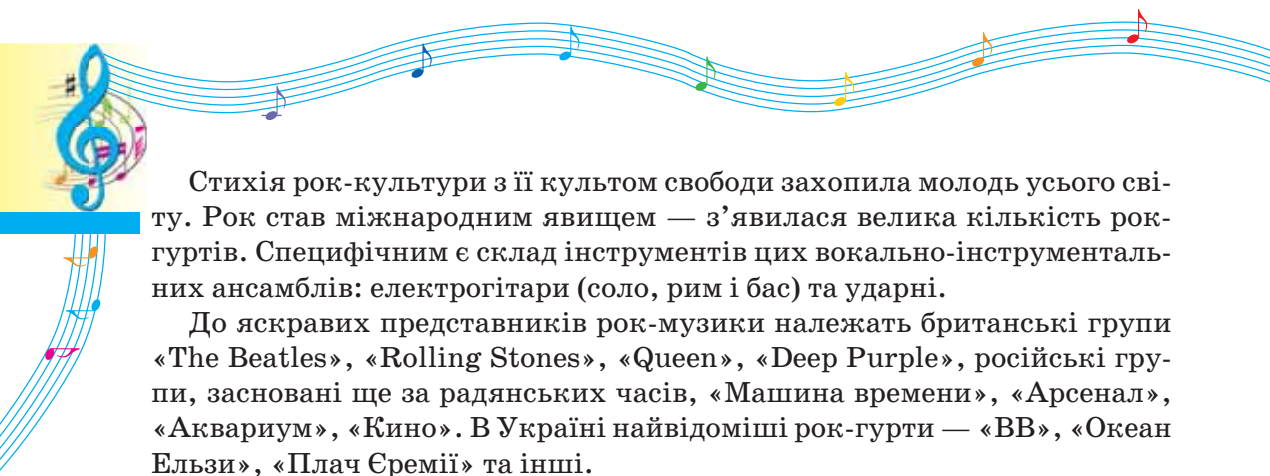 Стихія рок-культури з її культом свободи захопила молодь усього сві-
ту. Рок став міжнародним явищем — з’явилася велика кількість рок-
гуртів. Специфічним є склад інструментів цих вокально-інструменталь-
них ансамблів: електрогітари (соло, рим і бас) та ударні.
До яскравих представників рок-музики належать британські групи
«The Beatles», «Rolling Stones», «Queen», «Deep Purple», російські гру-
пи, засновані ще за радянських часів, «Машина времени», «Арсенал»,
«Аквариум», «Кино». В Україні найвідоміші рок-гурти — «ВВ», «Океан
Ельзи», «Плач Єремії» та інші.